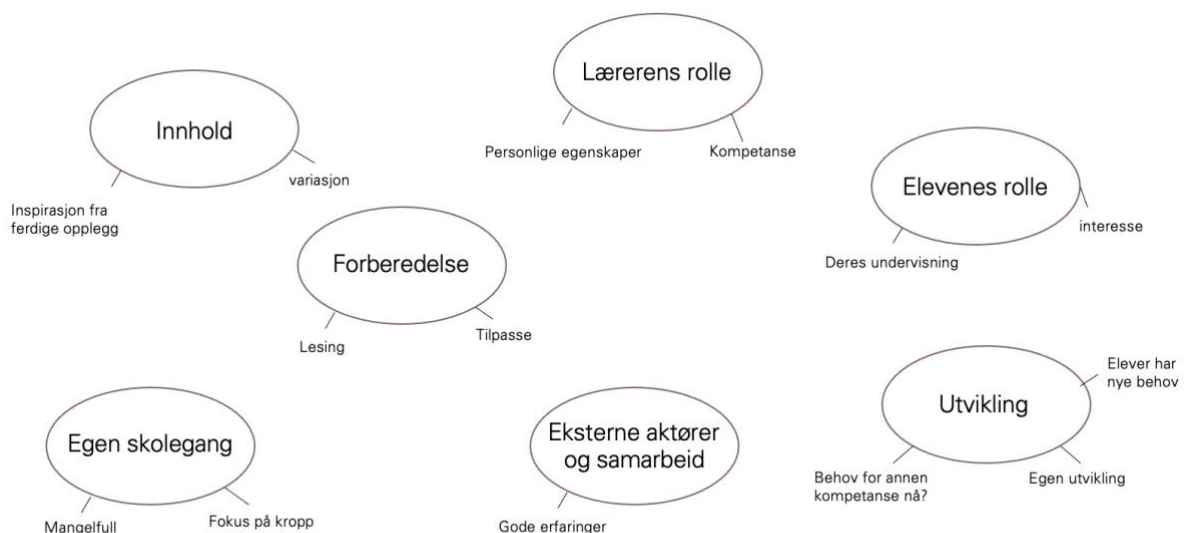 Lærerens rolle
Personlige egenskaper
Kompetanse
Innhold
variasjon
Inspirasjon fra
ferdige opplegg
Elevenes rolle
interesse
Deres undervisning
Forberedelse
Lesing
Tilpasse
Elever har
nye behov
Utvikling
Behov for annen
kompetanse nå?
Egen utvikling
Egen skolegang
Mangelfull
Fokus på kropp
Eksterne aktører
og samarbeid
Gode erfaringer